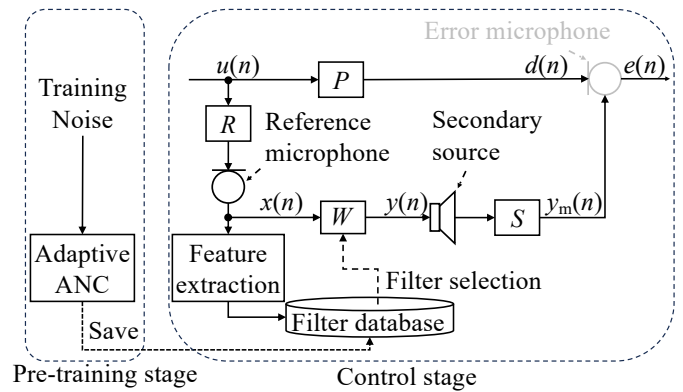 Error microphone
u(n)
P
d(n)
e(n)
Training
Noise
R
Reference
microphone
Secondary
source
x(n)
W
y(n)
S
yₘ(n)
Adaptive
ANC
Feature
extraction
Filter selection
Save
Filter database
Pre-training stage
Control stage